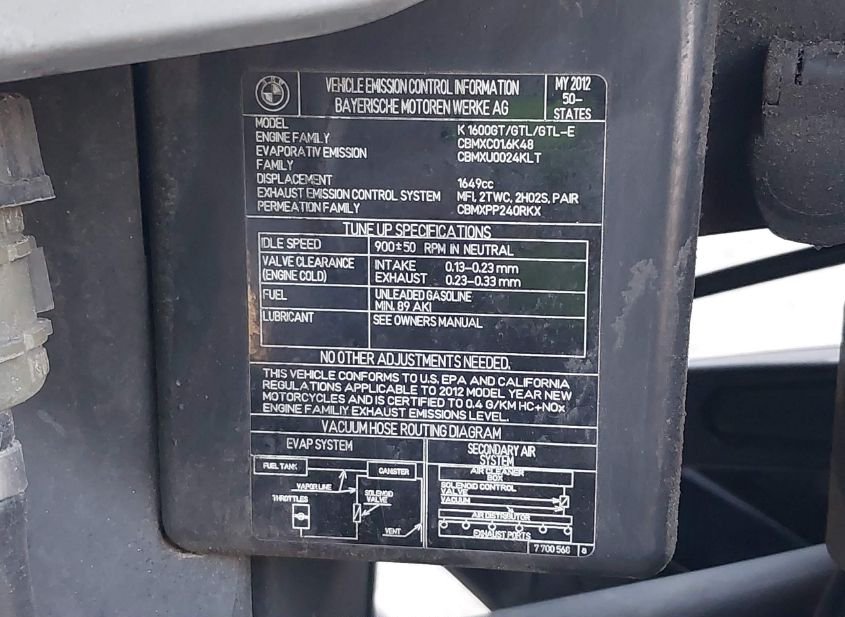 VEHICLE EMISSION CONTROL INFORMATION
BAYERISCHE MOTOREN WERKE AG
MY 2012
50-
STATES
MODEL K 1600GT/GTL/GTL-E
ENGINE FAMILY CBMXC01.6K48
EVAPORATIV EMISSION CBMXU0024KLT
FAMILY
DISPLACEMENT 1649cc
EXHAUST EMISSION CONTROL SYSTEM MFI, 2TWC, 2HO2S, PAIR
PERMEATION FAMILY CBMXPP240RKX
TUNE UP SPECIFICATIONS
IDLE SPEED 900±50 RPM IN NEUTRAL
VALVE CLEARANCE INTAKE 0.13-0.23 mm
(ENGINE COLD) EXHAUST 0.23-0.33 mm
FUEL UNLEADED GASOLINE
MIN. 89 AKI
LUBRICANT SEE OWNERS MANUAL
NO OTHER ADJUSTMENTS NEEDED.
THIS VEHICLE CONFORMS TO U.S. EPA AND CALIFORNIA
REGULATIONS APPLICABLE TO 2012 MODEL YEAR NEW
MOTORCYCLES AND IS CERTIFIED TO 0.4 G/KM HC+NOx
ENGINE FAMILIY EXHAUST EMISSIONS LEVEL.
VACUUM HOSE ROUTING DIAGRAM
EVAP SYSTEM
FUEL TANK
CANISTER
VAPOR LINE
THROTTLES
SOLENOID
VALVE
VENT
SECONDARY AIR
SYSTEM
AIR CLEANER
BOX
SOLENOID CONTROL
VALVE
VACUUM
AIR DISTRIBUTOR
EXHAUST PORTS
7 700 560 a